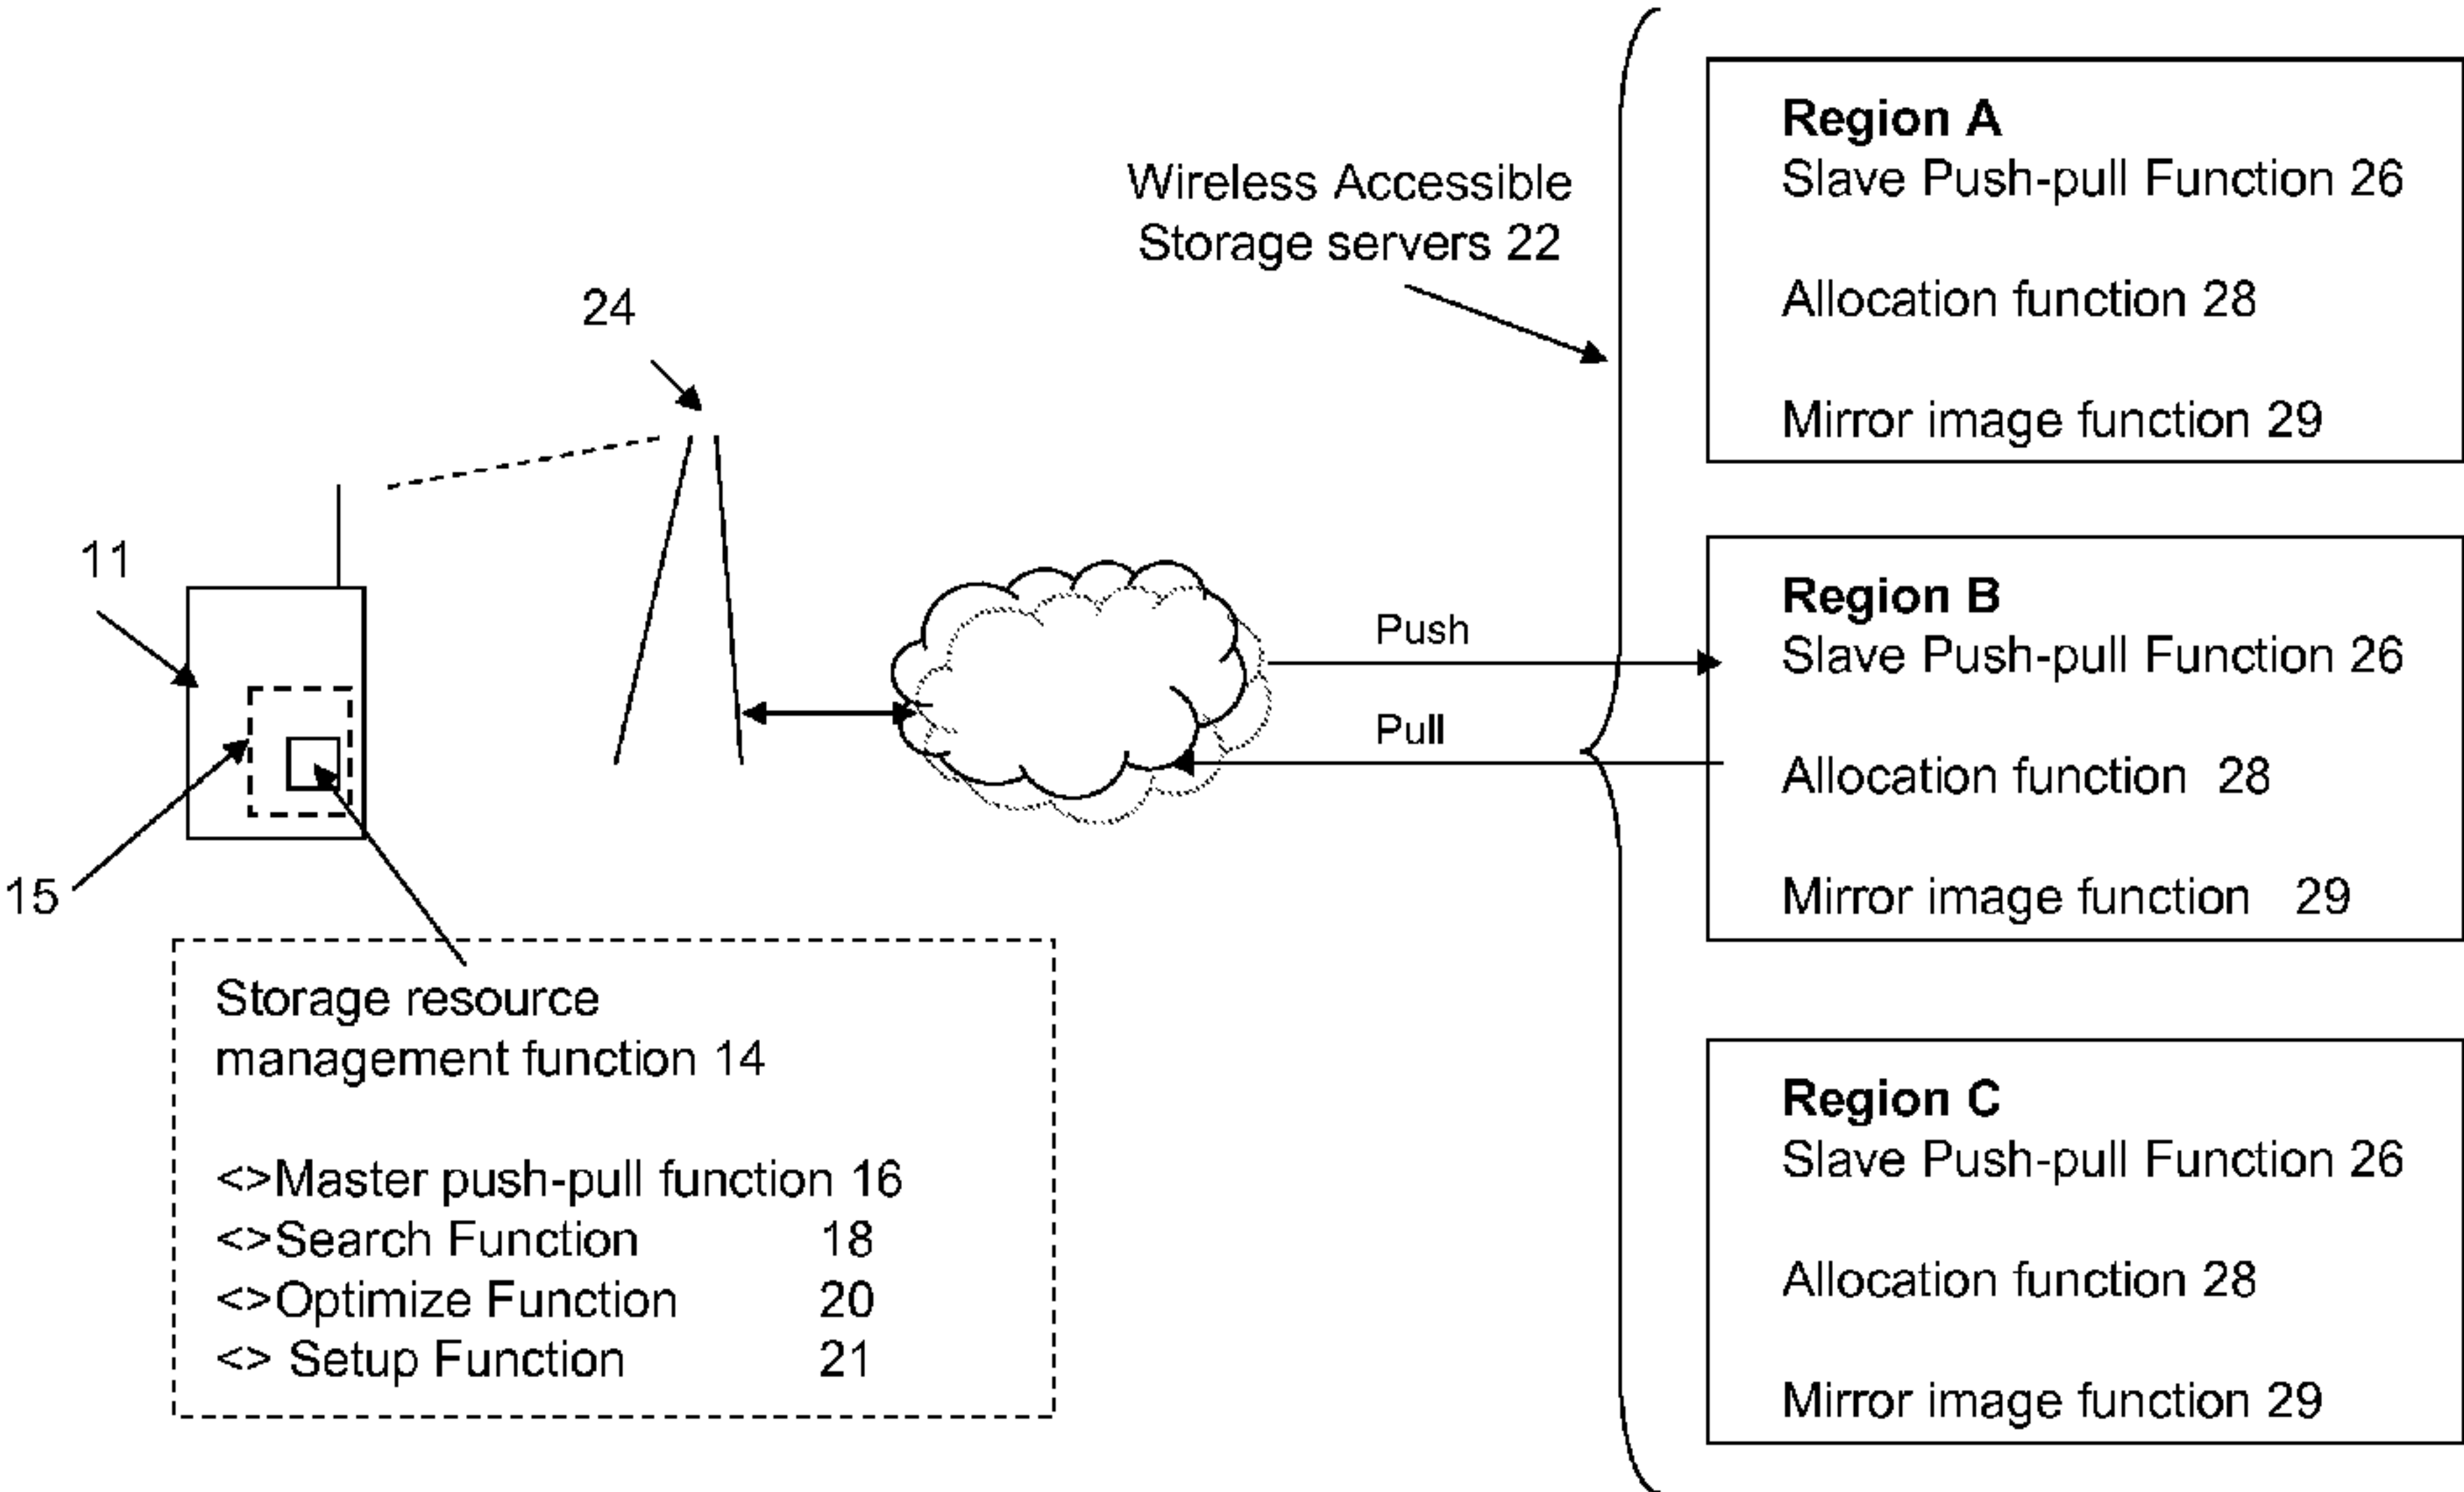 Wireless Accessible
Storage servers 22
24
11
15
Push
Pull
Storage resource
management function 14
<>Master push-pull function 16
<>Search Function 18
<>Optimize Function 20
<> Setup Function 21
Region A
Slave Push-pull Function 26
Allocation function 28
Mirror image function 29
Region B
Slave Push-pull Function 26
Allocation function 28
Mirror image function 29
Region C
Slave Push-pull Function 26
Allocation function 28
Mirror image function 29